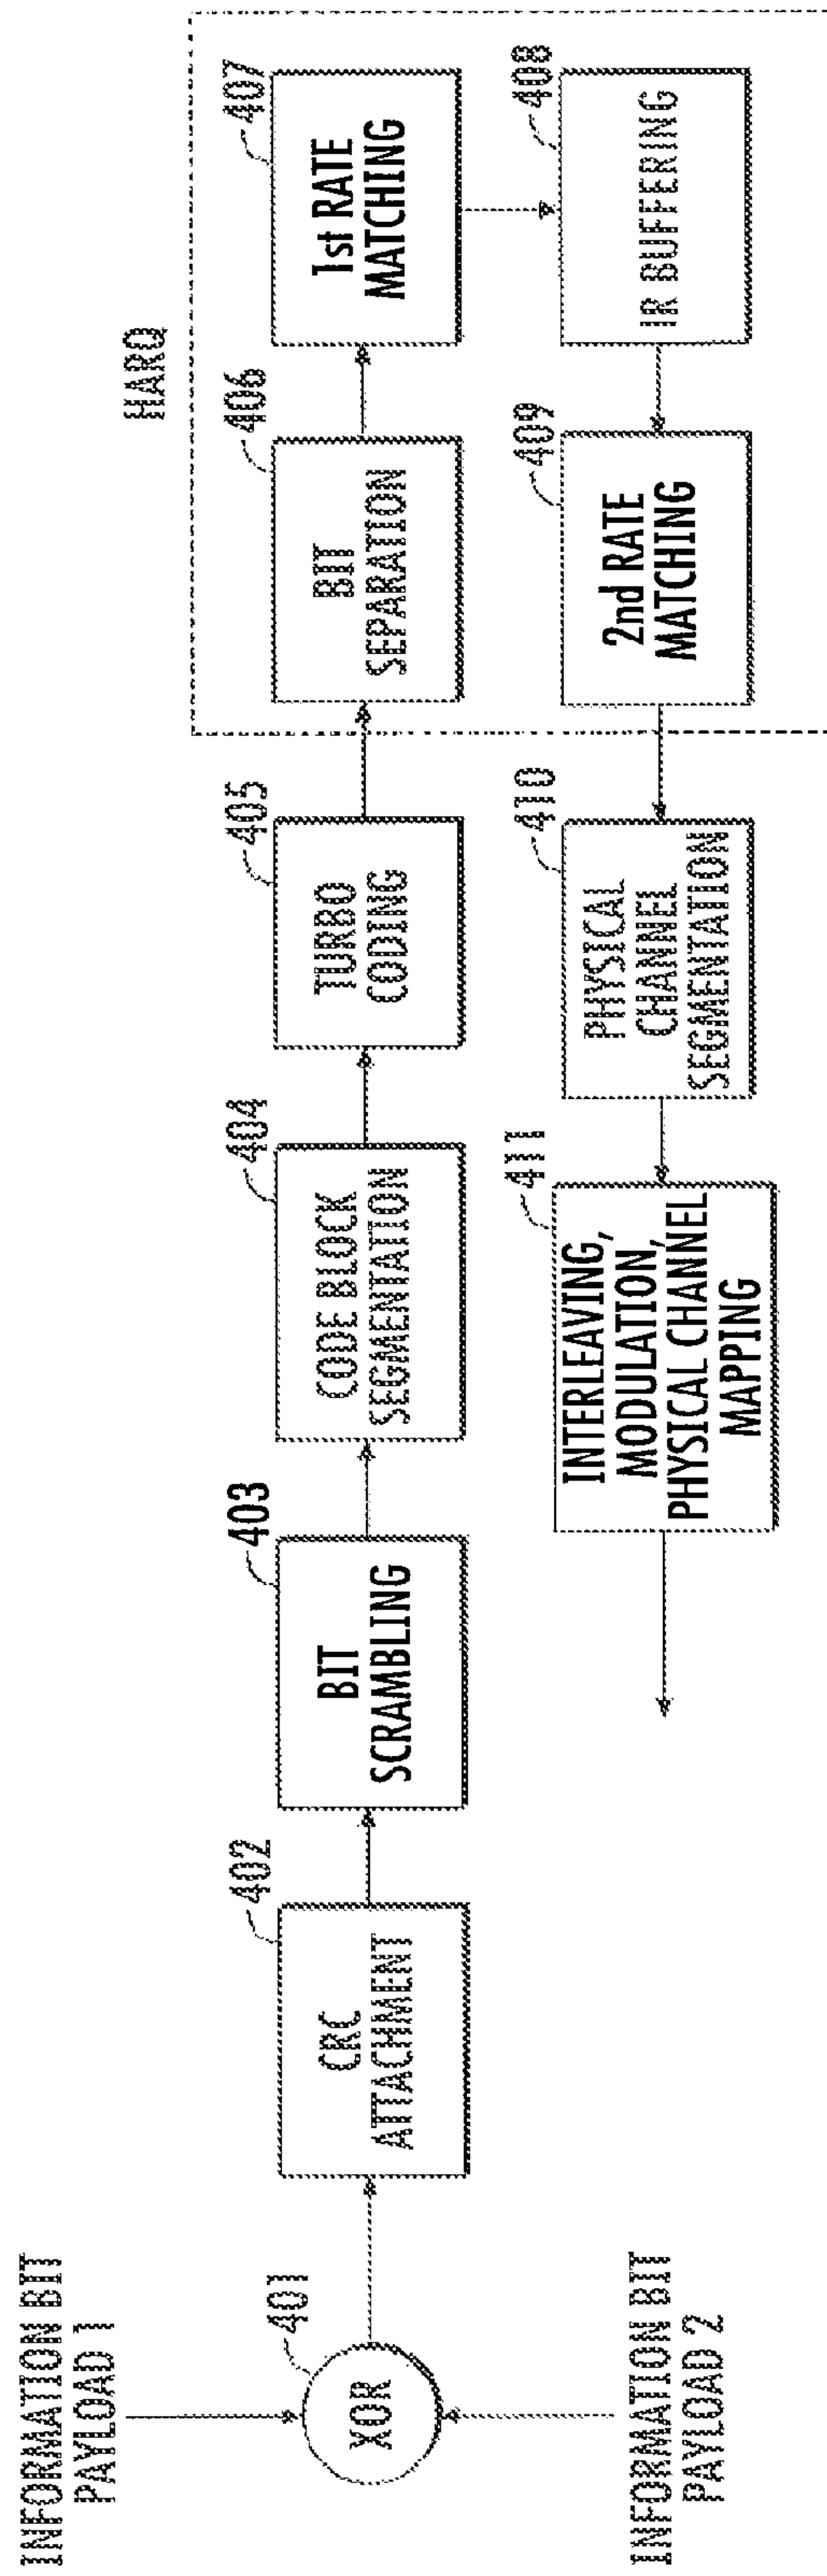 INFORMATION BIT
PAYLOAD 1
401
XOR
INFORMATION BIT
PAYLOAD 2
402
CRC
ATTACHMENT
403
BIT
SCRAMBLING
404
CODE BLOCK
SEGMENTATION
405
TURBO
CODING
HARQ
406
BIT
SEPARATION
407
1st RATE
MATCHING
408
IR BUFFERING
409
2nd RATE
MATCHING
410
PHYSICAL
CHANNEL
SEGMENTATION
411
INTERLEAVING,
MODULATION,
PHYSICAL CHANNEL
MAPPING